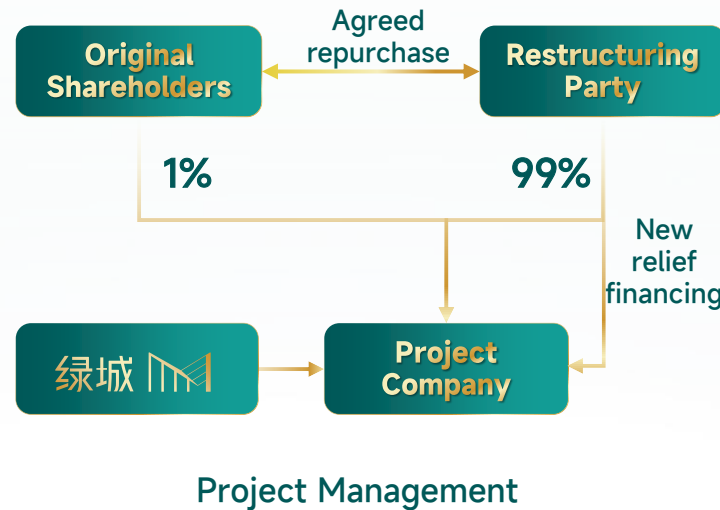 Agreed
repurchase
Original
Shareholders
Restructuring
Party
1%
99%
New
relief
financing
绿城
Project
Company
Project Management